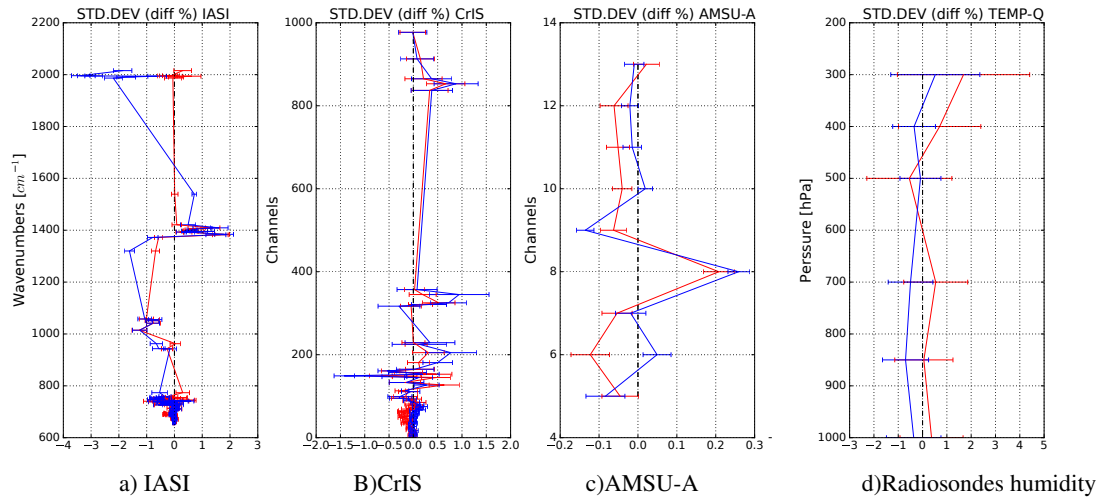 STD.DEV (diff %) IASI
Wavenumbers [cm⁻¹]
2200
2000
1800
1600
1400
1200
1000
800
600
−4 −3 −2 −1 0 1 2 3
a) IASI
STD.DEV (diff %) CrIS
Channels
1000
800
600
400
200
0
−2.0 −1.5 −1.0 −0.5 0.0 0.5 1.0 1.5 2.0
B)CrIS
STD.DEV (diff %) AMSU-A
Channels
14
12
10
8
6
4
−0.2 −0.1 0.0 0.1 0.2 0.3
c)AMSU-A
STD.DEV (diff %) TEMP-Q
Perssure [hPa]
200
300
400
500
600
700
800
900
1000
−3 −2 −1 0 1 2 3 4 5
d)Radiosondes humidity